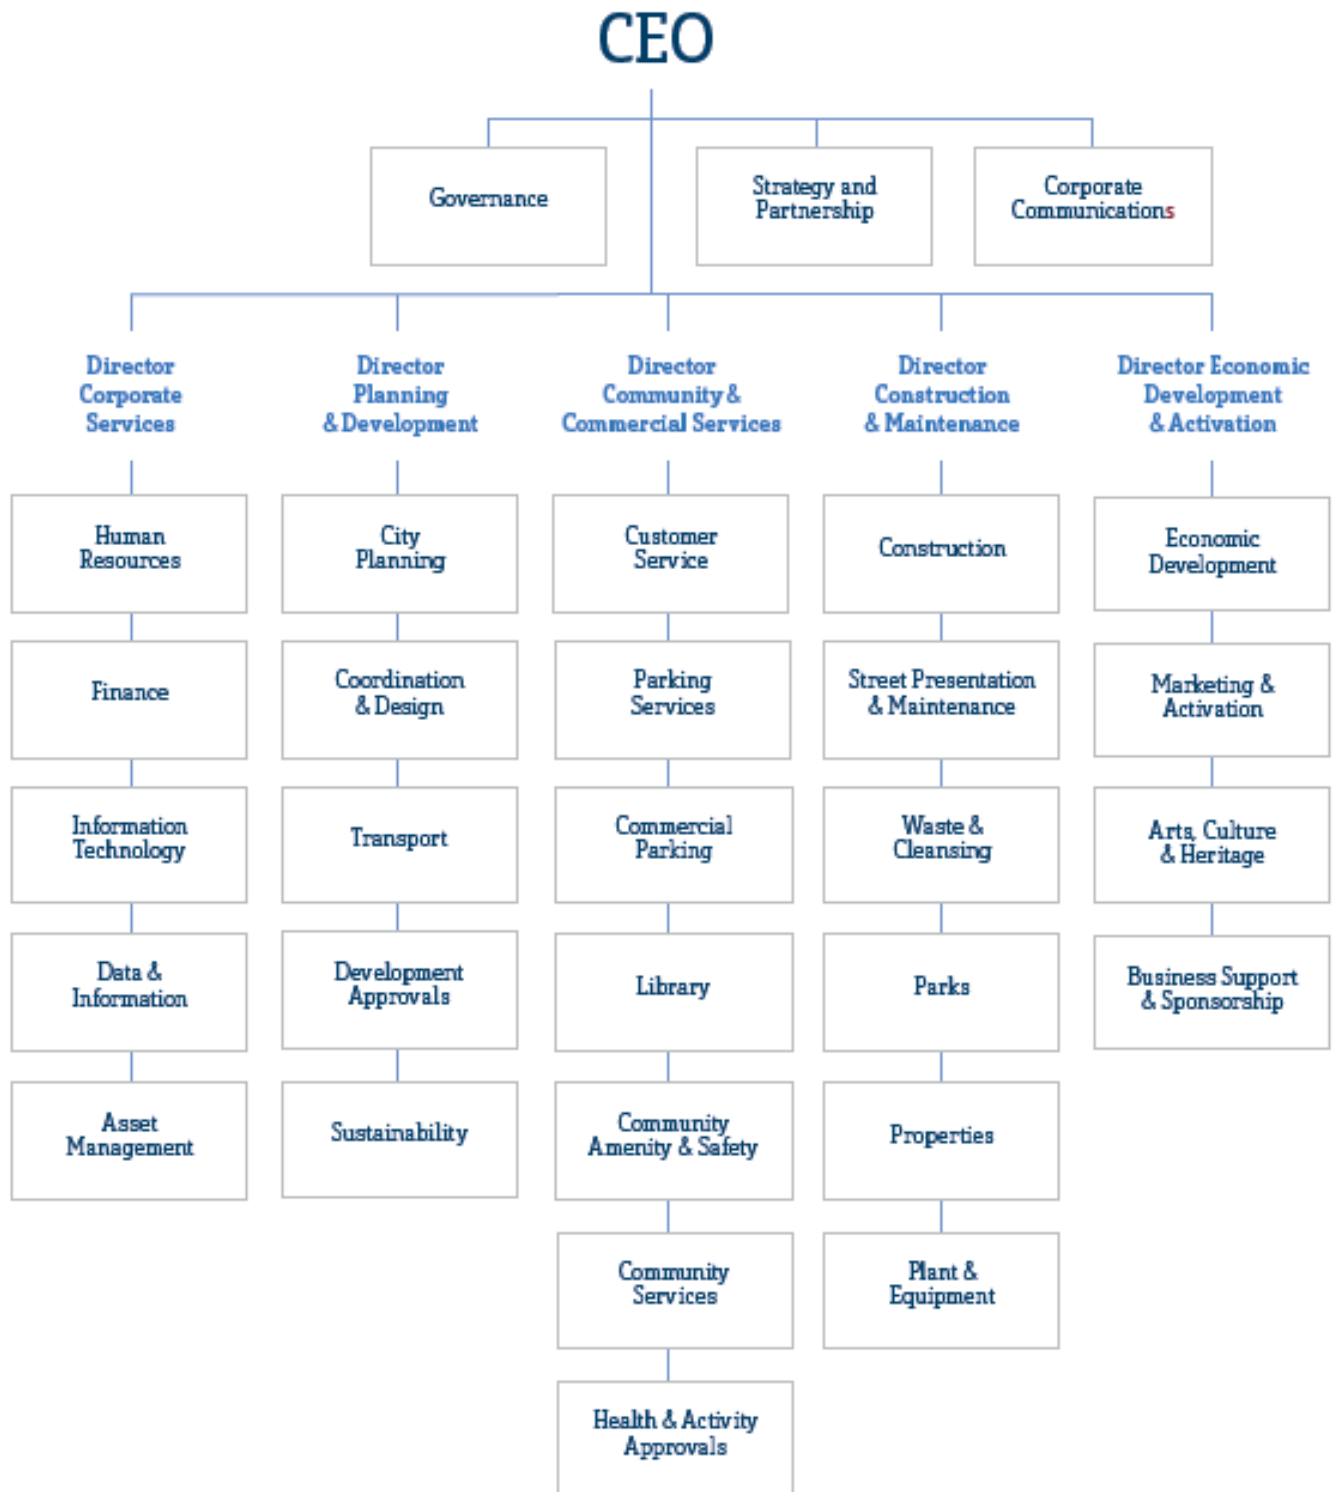 CEO
Governance
Strategy and
Partnership
Corporate
Communications
Director
Corporate
Services
Director
Planning
& Development
Director
Community &
Commercial Services
Director
Construction
& Maintenance
Director Economic
Development
& Activation
Human
Resources
City
Planning
Customer
Service
Construction
Economic
Development
Finance
Coordination
& Design
Parking
Services
Street Presentation
& Maintenance
Marketing &
Activation
Information
Technology
Transport
Commercial
Parking
Waste &
Cleansing
Arts, Culture
& Heritage
Data &
Information
Development
Approvals
Library
Parks
Business Support
& Sponsorship
Asset
Management
Sustainability
Community
Amenity & Safety
Properties
Community
Services
Plant &
Equipment
Health & Activity
Approvals